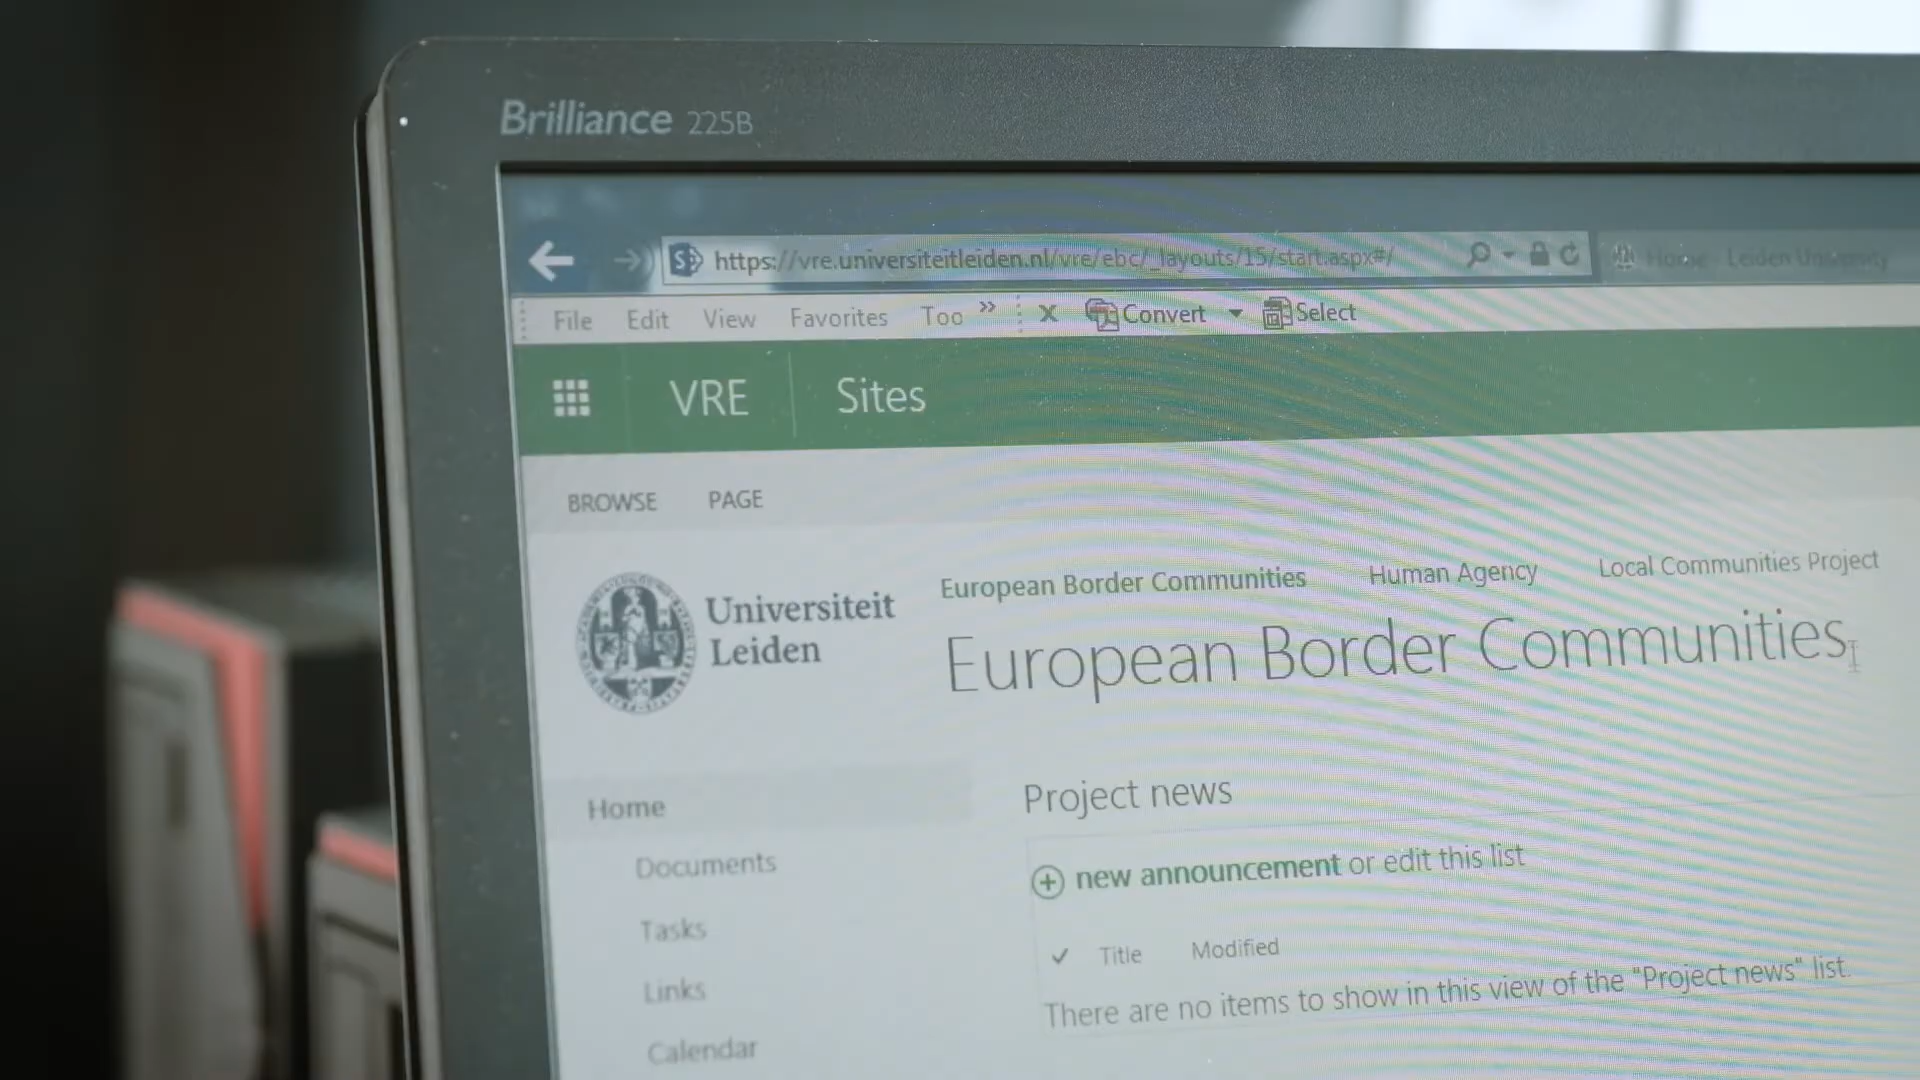 Brilliance 225B
https://vre.universiteitleiden.nl/vre/ebc/_layouts/15/start.aspx#/
Home - Leiden University
File Edit View Favorites Too » X Convert Select
VRE Sites
BROWSE PAGE
Universiteit
Leiden
European Border Communities Human Agency Local Communities Project
European Border Communities
Home
Documents
Tasks
Links
Calendar
Project news
new announcement or edit this list
Title Modified
There are no items to show in this view of the "Project news" list.